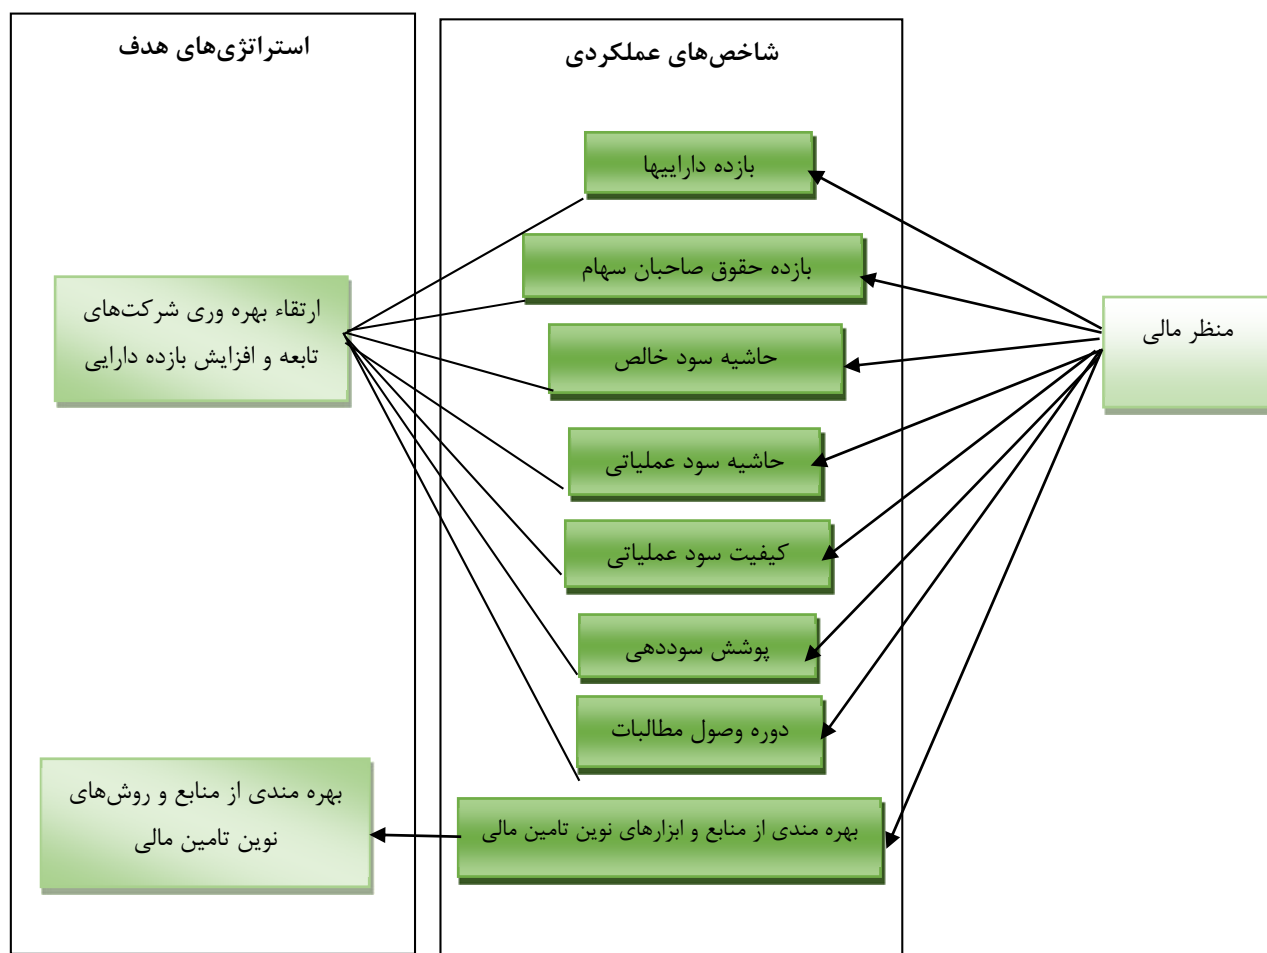 منظر مالی
شاخص‌های عملکردی
بازده داراییها
بازده حقوق صاحبان سهام
حاشیه سود خالص
حاشیه سود عملیاتی
کیفیت سود عملیاتی
پوشش سوددهی
دوره وصول مطالبات
بهره مندی از منابع و ابزارهای نوین تامین مالی
استراتژی‌های هدف
ارتقاء بهره وری شرکت‌های
تابعه و افزایش بازده دارایی
بهره مندی از منابع و روش‌های
نوین تامین مالی